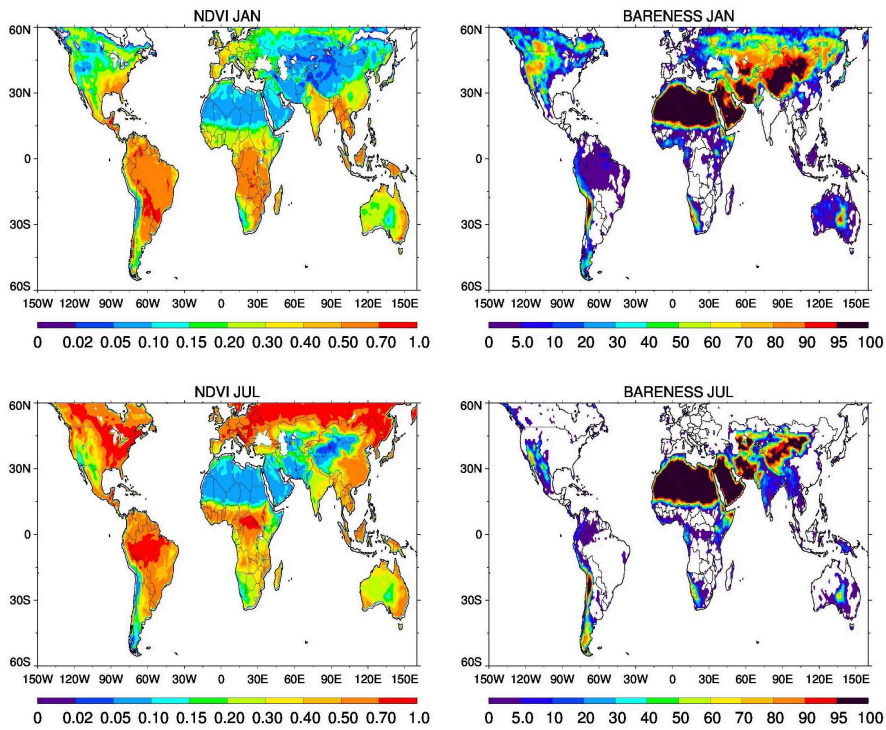 NDVI JAN
60N
30N
0
30S
60S
150W 120W 90W 60W 30W 0 30E 60E 90E 120E 150E
0 0.02 0.05 0.10 0.15 0.20 0.30 0.40 0.50 0.70 1.0
BARENESS JAN
60N
30N
0
30S
60S
150W 120W 90W 60W 30W 0 30E 60E 90E 120E 150E
0 5.0 10 20 30 40 50 60 80 90 95 100
NDVI JUL
60N
30N
0
30S
60S
150W 120W 90W 60W 30W 0 30E 60E 90E 120E 150E
0 0.02 0.05 0.10 0.15 0.20 0.30 0.40 0.50 0.70 1.0
BARENESS JUL
60N
30N
0
30S
60S
150W 120W 90W 60W 30W 0 30E 60E 90E 120E 150E
0 5.0 10 20 30 40 50 60 80 90 95 100